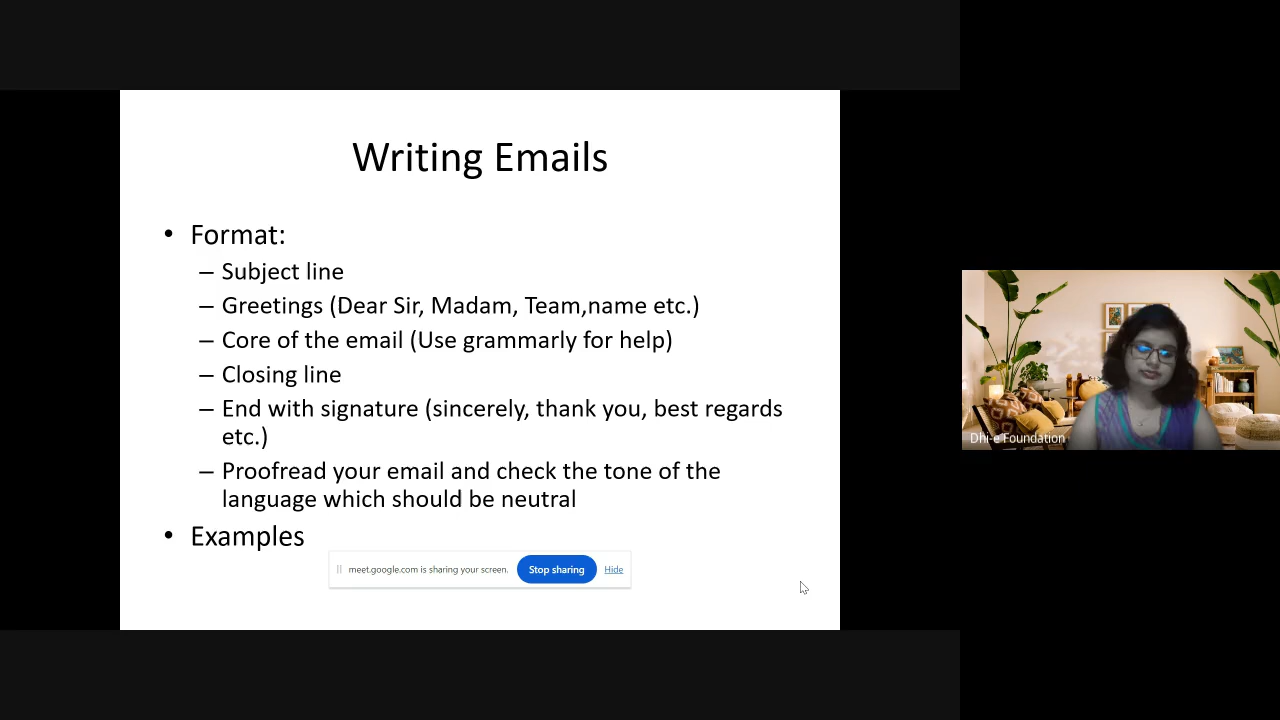 Writing Emails
• Format:
– Subject line
– Greetings (Dear Sir, Madam, Team,name etc.)
– Core of the email (Use grammarly for help)
– Closing line
– End with signature (sincerely, thank you, best regards
etc.)
– Proofread your email and check the tone of the
language which should be neutral
• Examples
meet.google.com is sharing your screen. Stop sharing Hide
Dhi-e Foundation